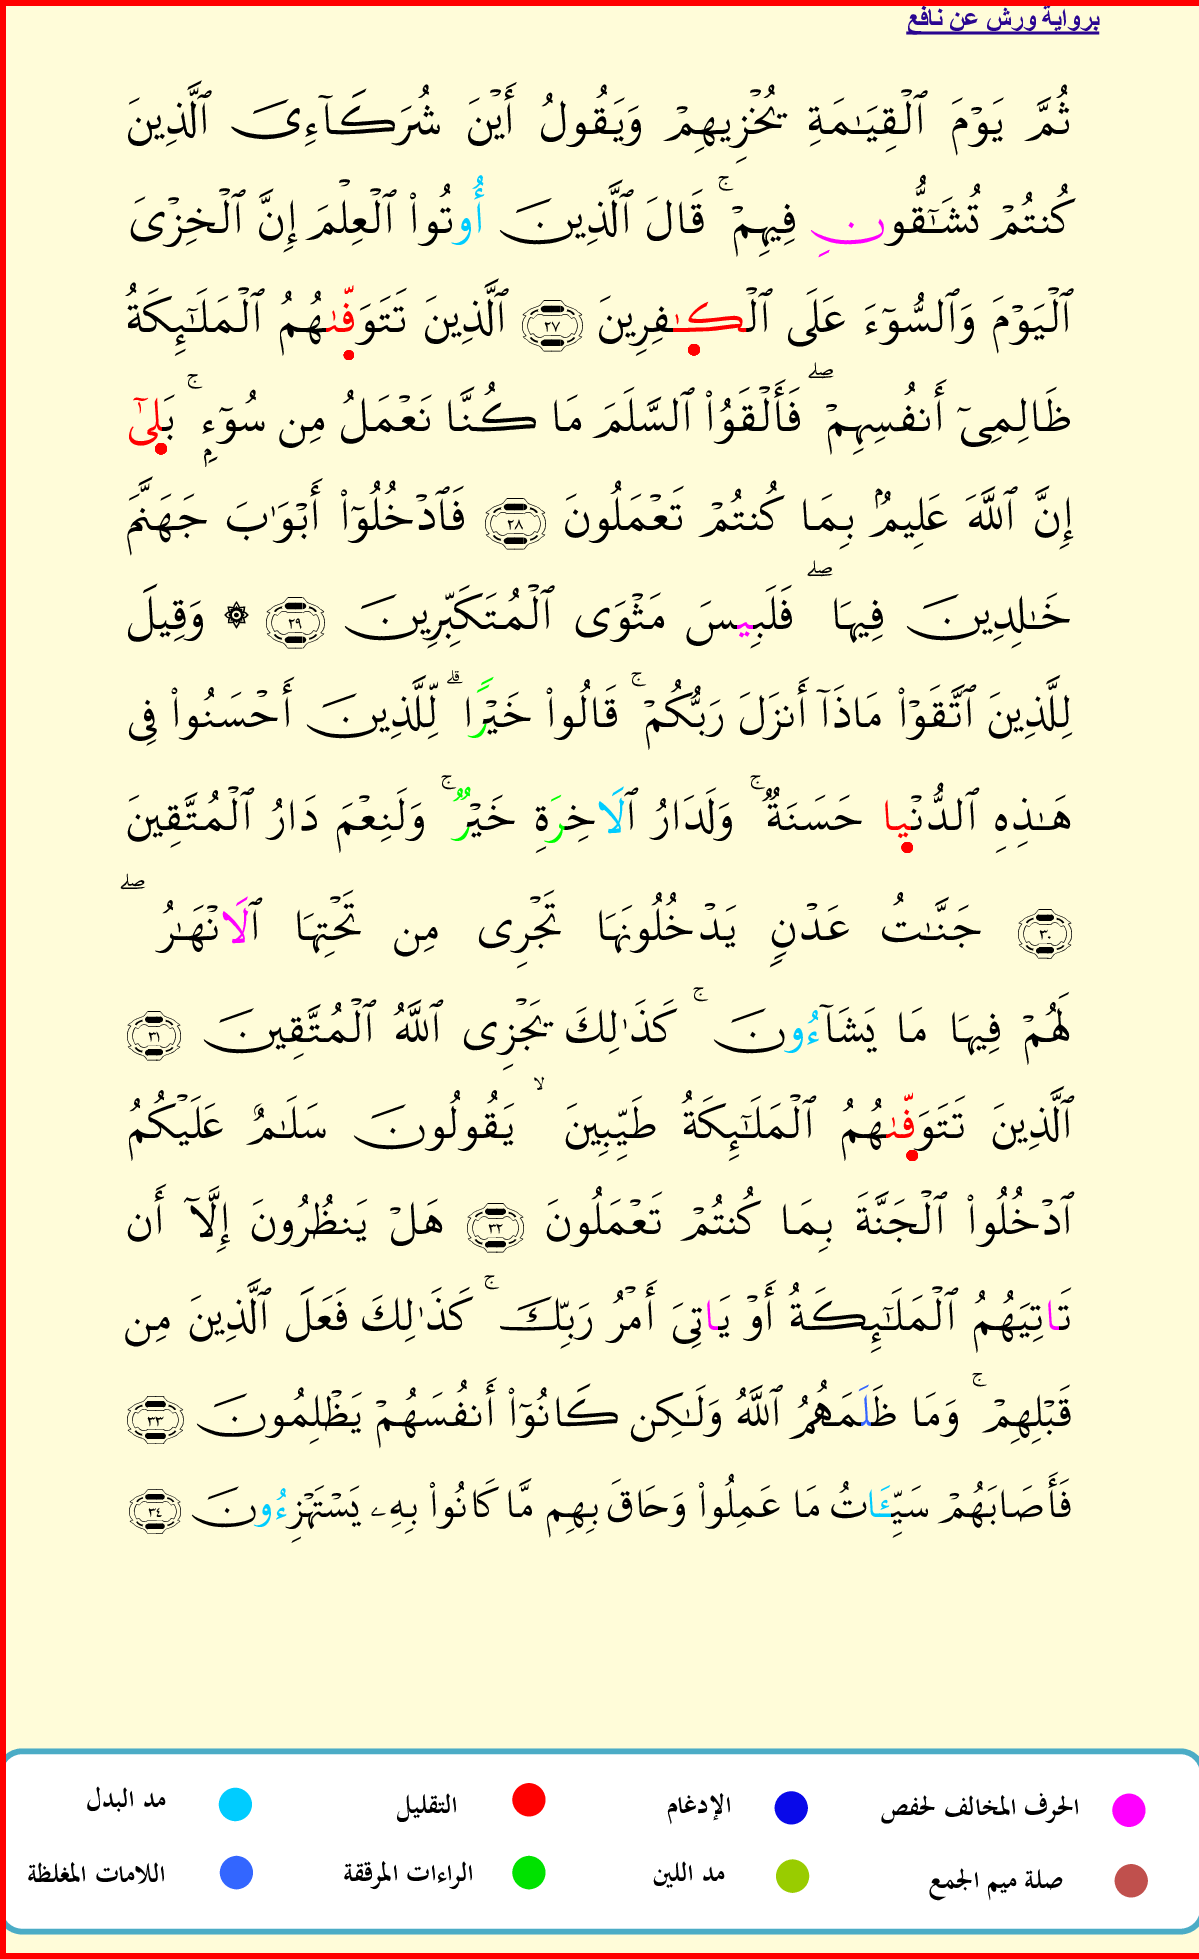 برواية ورش عن نافع
ثُمَّ يَوْمَ ٱلْقِيَٰمَةِ يُخْزِيهِمْ وَيَقُولُ أَيْنَ شُرَكَآءِىَ ٱلَّذِينَ
كُنتُمْ تُشَٰٓقُّونِ فِيهِمْ ۚ قَالَ ٱلَّذِينَ أُوتُوا۟ ٱلْعِلْمَ إِنَّ ٱلْخِزْىَ
ٱلْيَوْمَ وَٱلسُّوٓءَ عَلَى ٱلْكَٰفِرِينَ ٢٧ ٱلَّذِينَ تَتَوَفَّىٰهُمُ ٱلْمَلَٰٓئِكَةُ
ظَالِمِىٓ أَنفُسِهِمْ ۖ فَأَلْقَوُا۟ ٱلسَّلَمَ مَا كُنَّا نَعْمَلُ مِن سُوٓءٍۭ ۚ بَلَىٰٓ
إِنَّ ٱللَّهَ عَلِيمٌۢ بِمَا كُنتُمْ تَعْمَلُونَ ٢٨ فَٱدْخُلُوٓا۟ أَبْوَٰبَ جَهَنَّمَ
خَٰلِدِينَ فِيهَا ۖ فَلَبِيسَ مَثْوَى ٱلْمُتَكَبِّرِينَ ٢٩ ۞ وَقِيلَ
لِلَّذِينَ ٱتَّقَوْا۟ مَاذَآ أَنزَلَ رَبُّكُمْ ۚ قَالُوا۟ خَيْرًا ۗ لِّلَّذِينَ أَحْسَنُوا۟ فِى
هَٰذِهِ ٱلدُّنْيا حَسَنَةٌ ۚ وَلَدَارُ ٱلَاخِرَةِ خَيْرٌ ۚ وَلَنِعْمَ دَارُ ٱلْمُتَّقِينَ
٣٠ جَنَّٰتُ عَدْنٍ يَدْخُلُونَهَا تَجْرِى مِن تَحْتِهَا ٱلَانْهَٰرُ ۖ
لَهُمْ فِيهَا مَا يَشَآءُونَ ۚ كَذَٰلِكَ يَجْزِى ٱللَّهُ ٱلْمُتَّقِينَ ٣١
ٱلَّذِينَ تَتَوَفَّىٰهُمُ ٱلْمَلَٰٓئِكَةُ طَيِّبِينَ ۙ يَقُولُونَ سَلَٰمٌ عَلَيْكُمُ
ٱدْخُلُوا۟ ٱلْجَنَّةَ بِمَا كُنتُمْ تَعْمَلُونَ ٣٢ هَلْ يَنظُرُونَ إِلَّآ أَن
تَاتِيَهُمُ ٱلْمَلَٰٓئِكَةُ أَوْ يَاتِىَ أَمْرُ رَبِّكَ ۚ كَذَٰلِكَ فَعَلَ ٱلَّذِينَ مِن
قَبْلِهِمْ ۚ وَمَا ظَلَمَهُمُ ٱللَّهُ وَلَٰكِن كَانُوٓا۟ أَنفُسَهُمْ يَظْلِمُونَ ٣٣
فَأَصَابَهُمْ سَيِّـَٔاتُ مَا عَمِلُوا۟ وَحَاقَ بِهِم مَّا كَانُوا۟ بِهِۦ يَسْتَهْزِءُونَ ٣٤
الحرف المخالف لحفص الإدغام التقليل مد البدل
صلة ميم الجمع مد اللين الراءات المرققة اللامات المغلظة